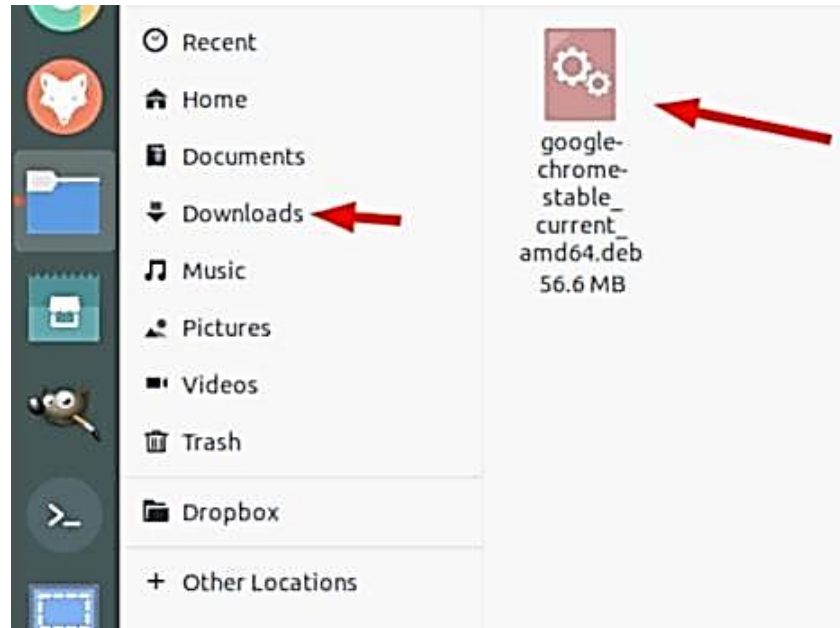 Recent
Home
Documents
Downloads
Music
Pictures
Videos
Trash
Dropbox
+ Other Locations
google-
chrome-
stable_
current_
amd64.deb
56.6 MB
>_